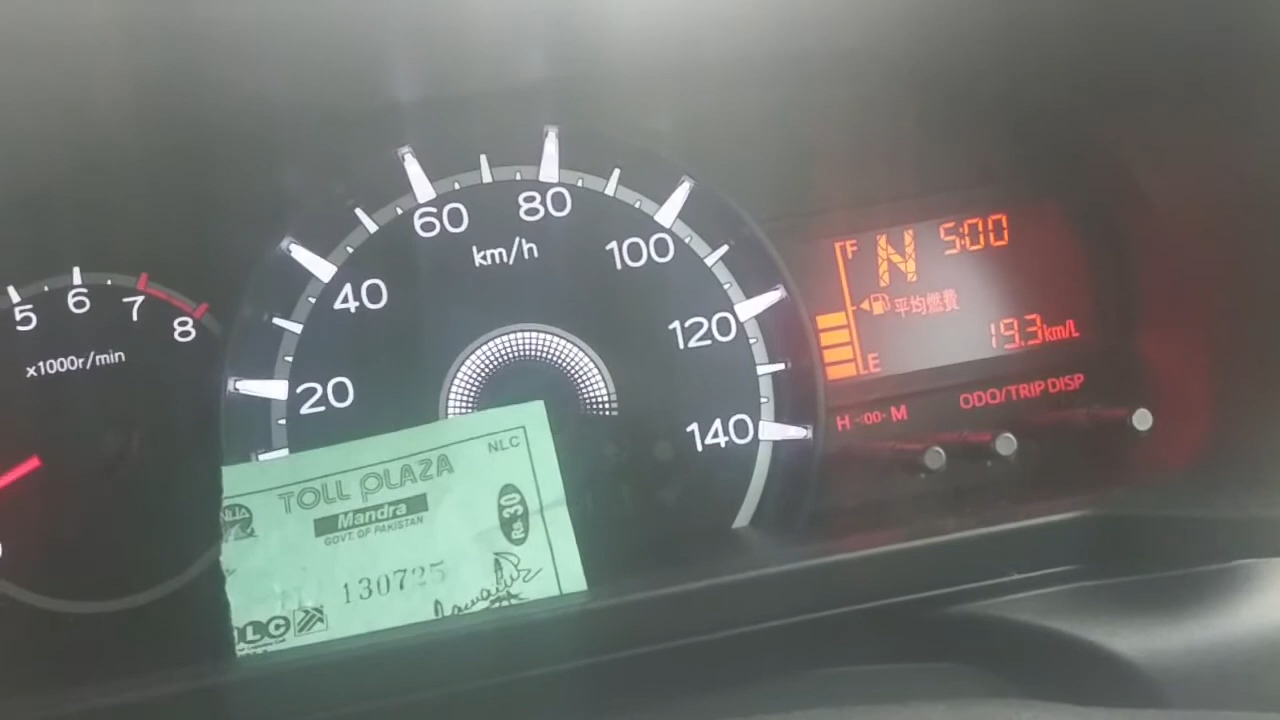 5
6
7
8
x1000r/min
20
40
60
80
100
120
140
km/h
F
N
5:00
平均燃費
19.3km/L
E
H -:00- M
ODO/TRIP DISP
NLC
TOLL PLAZA
Mandra
GOVT. OF PAKISTAN
Rs. 30
130725